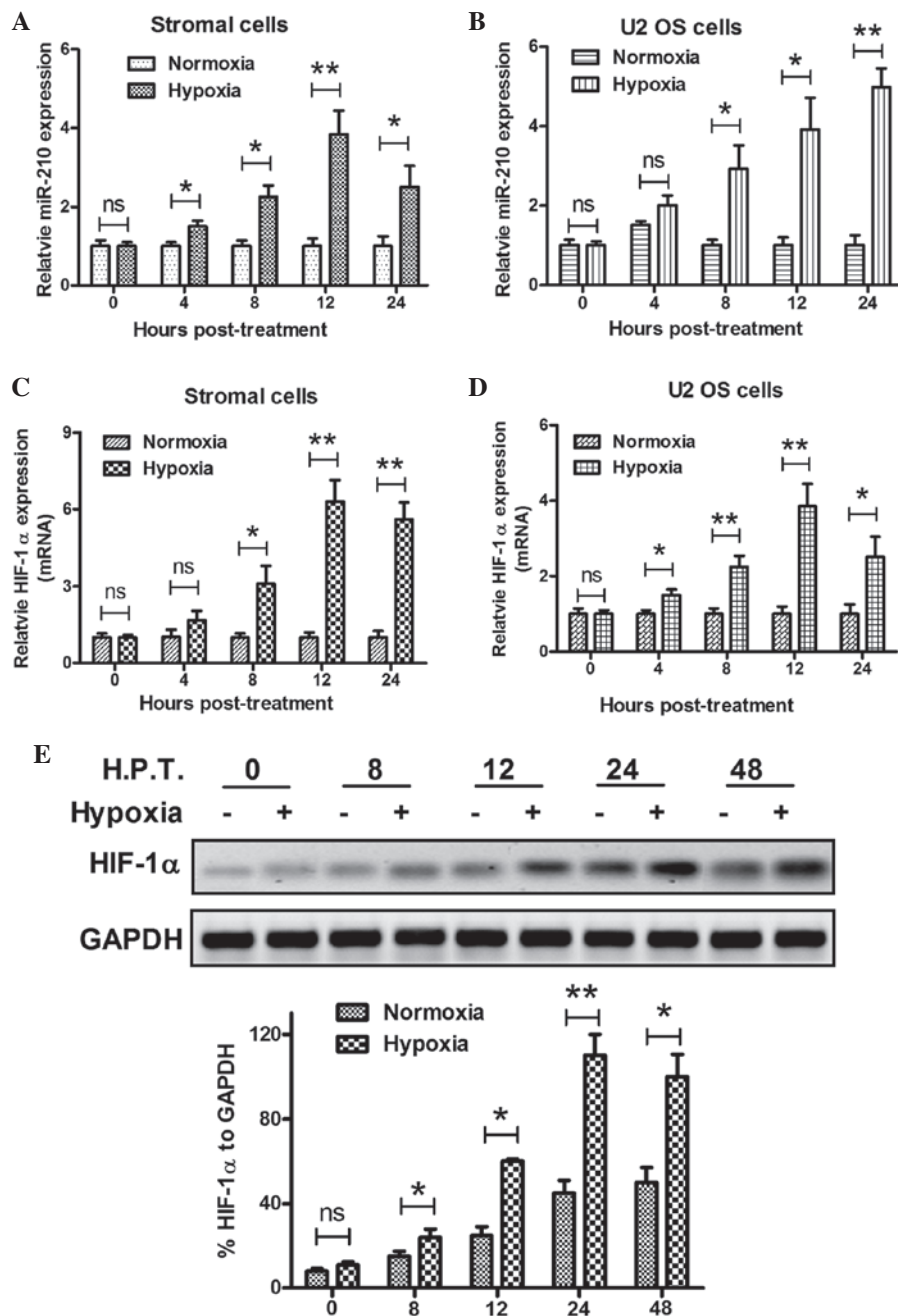 A
Stromal cells
Normoxia
Hypoxia
Relatvie miR-210 expression
6
4
2
0
ns
*
*
**
*
0 4 8 12 24
Hours post-treatment
B
U2 OS cells
Normoxia
Hypoxia
Relatvie miR-210 expression
6
4
2
0
ns
ns
*
*
**
0 4 8 12 24
Hours post-treatment
C
Stromal cells
Normoxia
Hypoxia
Relatvie HIF-1 α expression
(mRNA)
9
6
3
0
ns
ns
*
**
**
0 4 8 12 24
Hours post-treatment
D
U2 OS cells
Normoxia
Hypoxia
Relatvie HIF-1 α expression
(mRNA)
6
4
2
0
ns
*
**
**
*
0 4 8 12 24
Hours post-treatment
E
H.P.T. 0 8 12 24 48
Hypoxia - + - + - + - + - +
HIF-1α
GAPDH
Normoxia
Hypoxia
% HIF-1α to GAPDH
120
80
40
0
ns
*
*
**
*
0 8 12 24 48